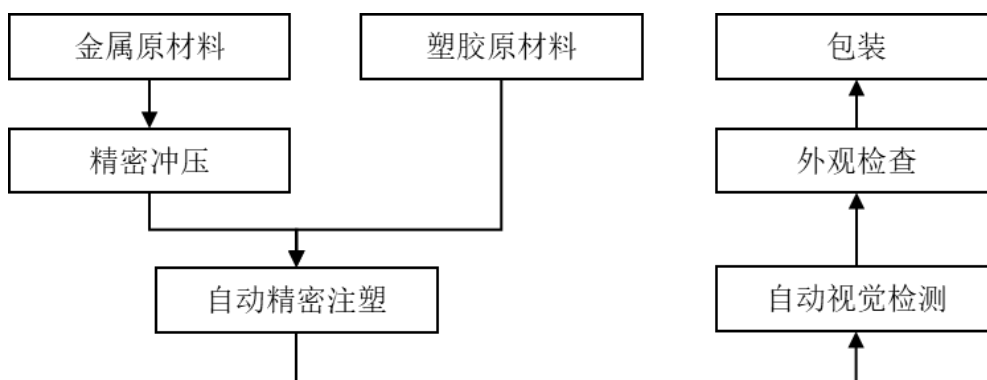 金属原材料
塑胶原材料
包装
精密冲压
外观检查
自动精密注塑
自动视觉检测